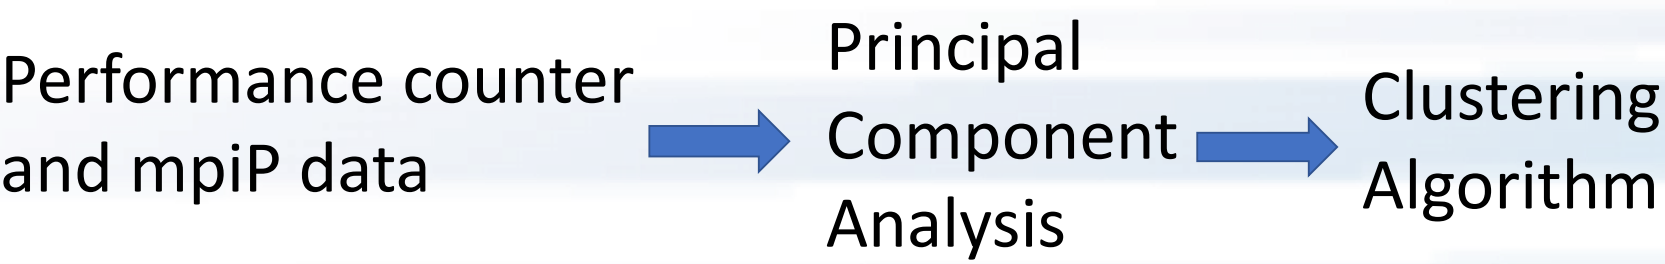 Performance counter
and mpiP data
Principal
Component
Analysis
Clustering
Algorithm